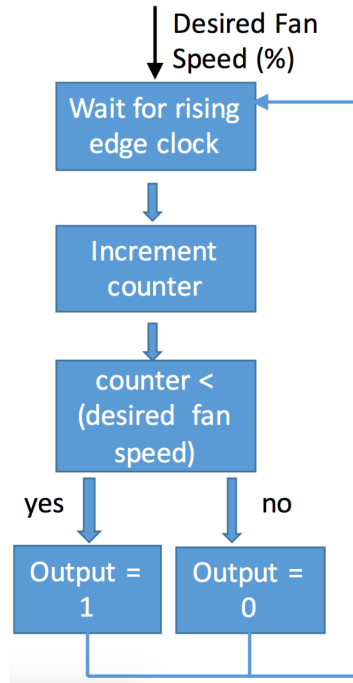 Desired Fan
Speed (%)
Wait for rising
edge clock
Increment
counter
counter <
(desired fan
speed)
yes
no
Output =
1
Output =
0